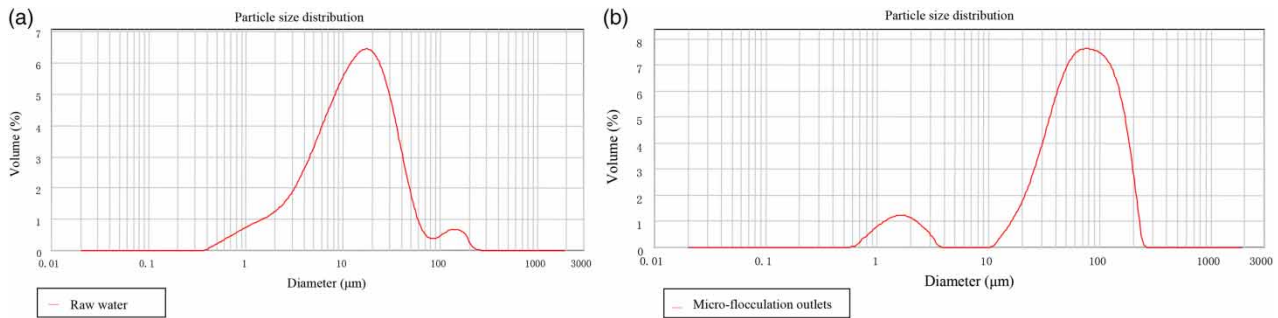 (a)
Particle size distribution
7
6
5
4
3
2
1
0
Volume (%)
0.01 0.1 1 10 100 1000 3000
Diameter (μm)
Raw water
(b)
Particle size distribution
8
7
6
5
4
3
2
1
0
Volume (%)
0.01 0.1 1 10 100 1000 3000
Diameter (μm)
Micro-flocculation outlets